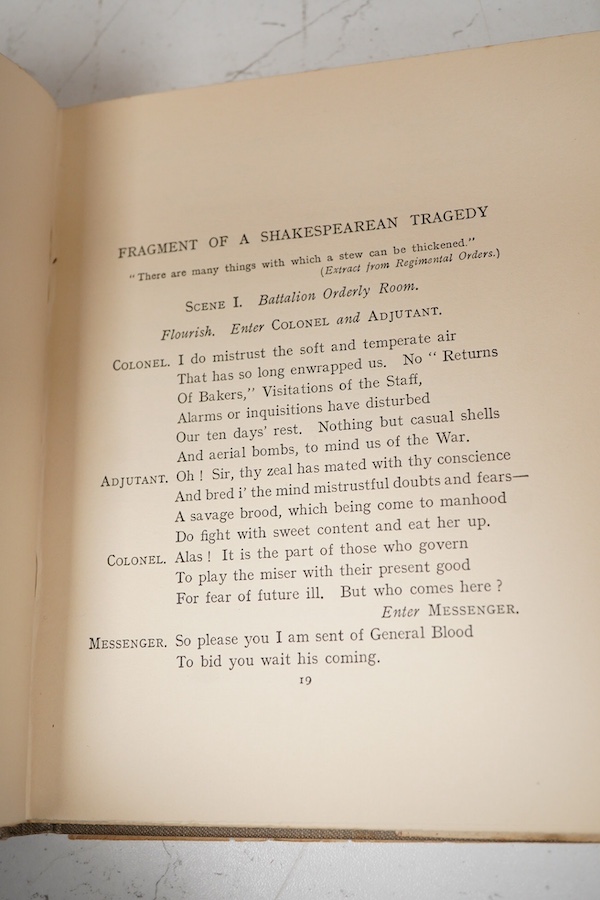 FRAGMENT OF A SHAKESPEAREAN TRAGEDY
"There are many things with which a stew can be thickened."
(Extract from Regimental Orders.)
SCENE I. Battalion Orderly Room.
Flourish. Enter COLONEL and ADJUTANT.
COLONEL. I do mistrust the soft and temperate air
That has so long enwrapped us. No "Returns
Of Bakers," Visitations of the Staff,
Alarms or inquisitions have disturbed
Our ten days' rest. Nothing but casual shells
And aerial bombs, to mind us of the War.
ADJUTANT. Oh! Sir, thy zeal has mated with thy conscience
And bred i' the mind mistrustful doubts and fears—
A savage brood, which being come to manhood
Do fight with sweet content and eat her up.
COLONEL. Alas! It is the part of those who govern
To play the miser with their present good
For fear of future ill. But who comes here?
Enter MESSENGER.
MESSENGER. So please you I am sent of General Blood
To bid you wait his coming.
19